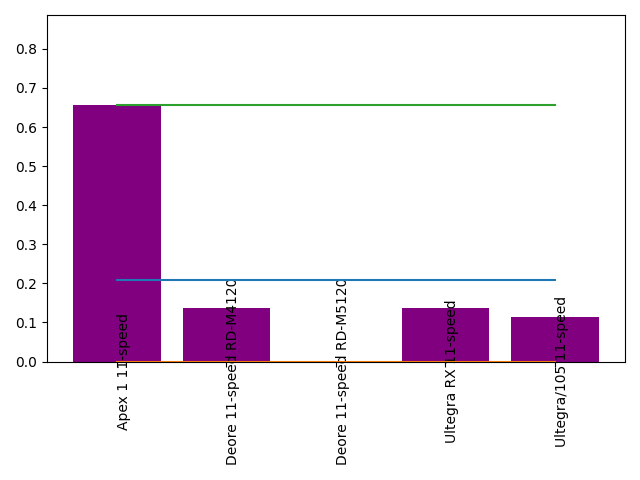 0.8
0.7
0.6
0.5
0.4
0.3
0.2
0.1
0.0
Apex 1 11-speed
Deore 11-speed RD-M4120
Deore 11-speed RD-M5120
Ultegra RX 11-speed
Ultegra/105 11-speed